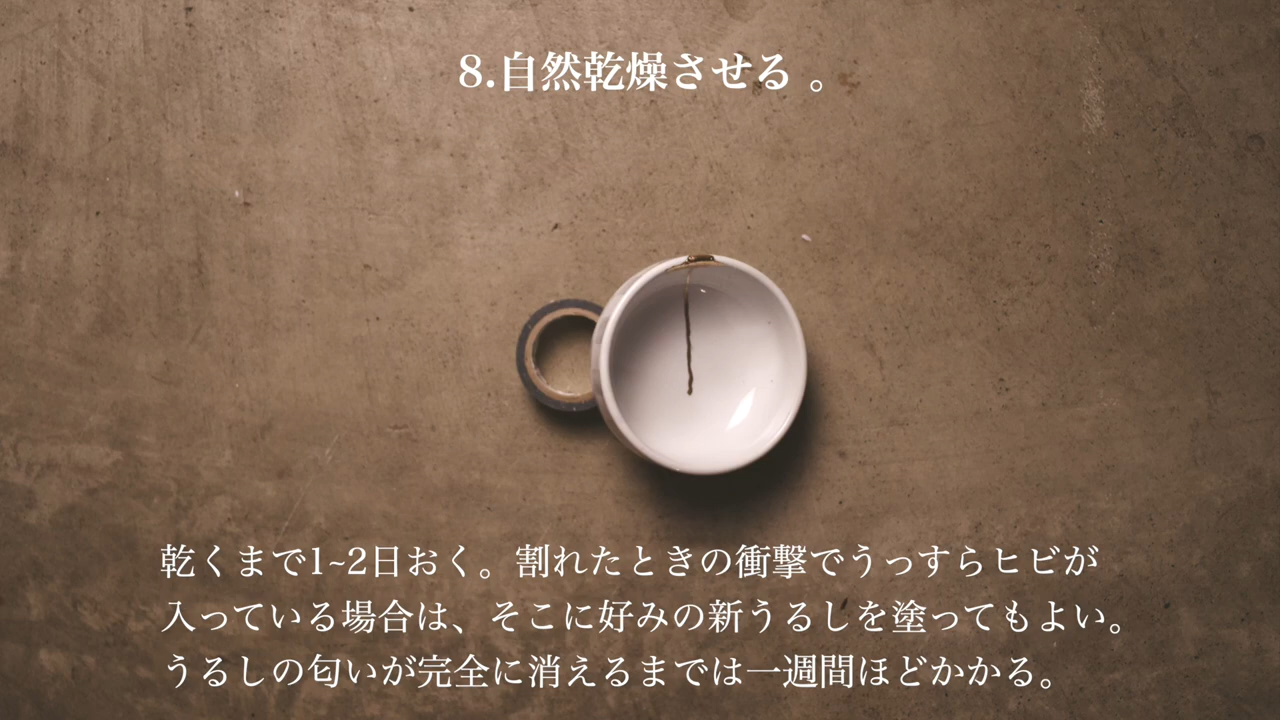 8.自然乾燥させる 。
乾くまで1~2日おく。割れたときの衝撃でうっすらヒビが
入っている場合は、そこに好みの新うるしを塗ってもよい。
うるしの匂いが完全に消えるまでは一週間ほどかかる。